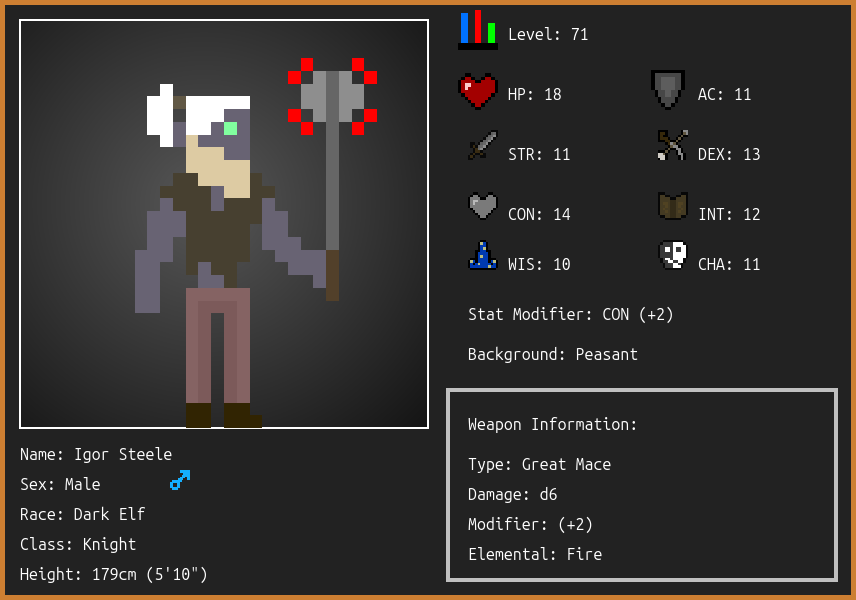 Level: 71
HP: 18
AC: 11
STR: 11
DEX: 13
CON: 14
INT: 12
WIS: 10
CHA: 11
Stat Modifier: CON (+2)
Background: Peasant
Weapon Information:
Type: Great Mace
Damage: d6
Modifier: (+2)
Elemental: Fire
Name: Igor Steele
Sex: Male
Race: Dark Elf
Class: Knight
Height: 179cm (5'10")